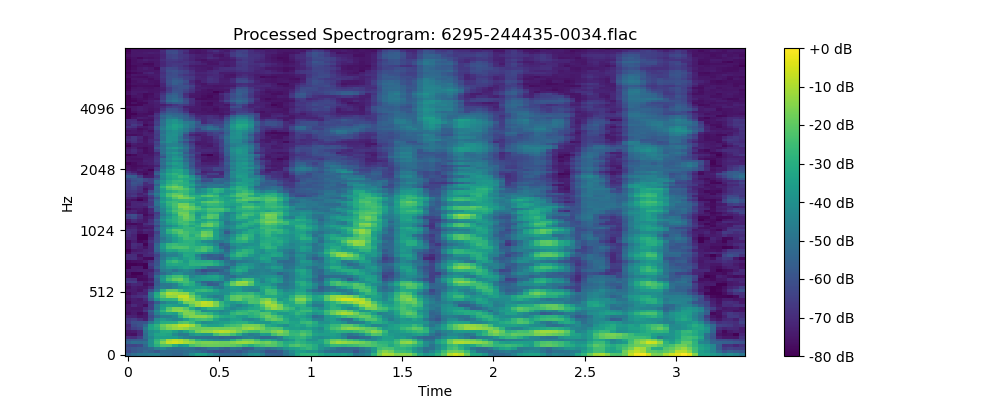 Processed Spectrogram: 6295-244435-0034.flac
Hz
4096
2048
1024
512
0
0
0.5
1
1.5
2
2.5
3
Time
+0 dB
-10 dB
-20 dB
-30 dB
-40 dB
-50 dB
-60 dB
-70 dB
-80 dB